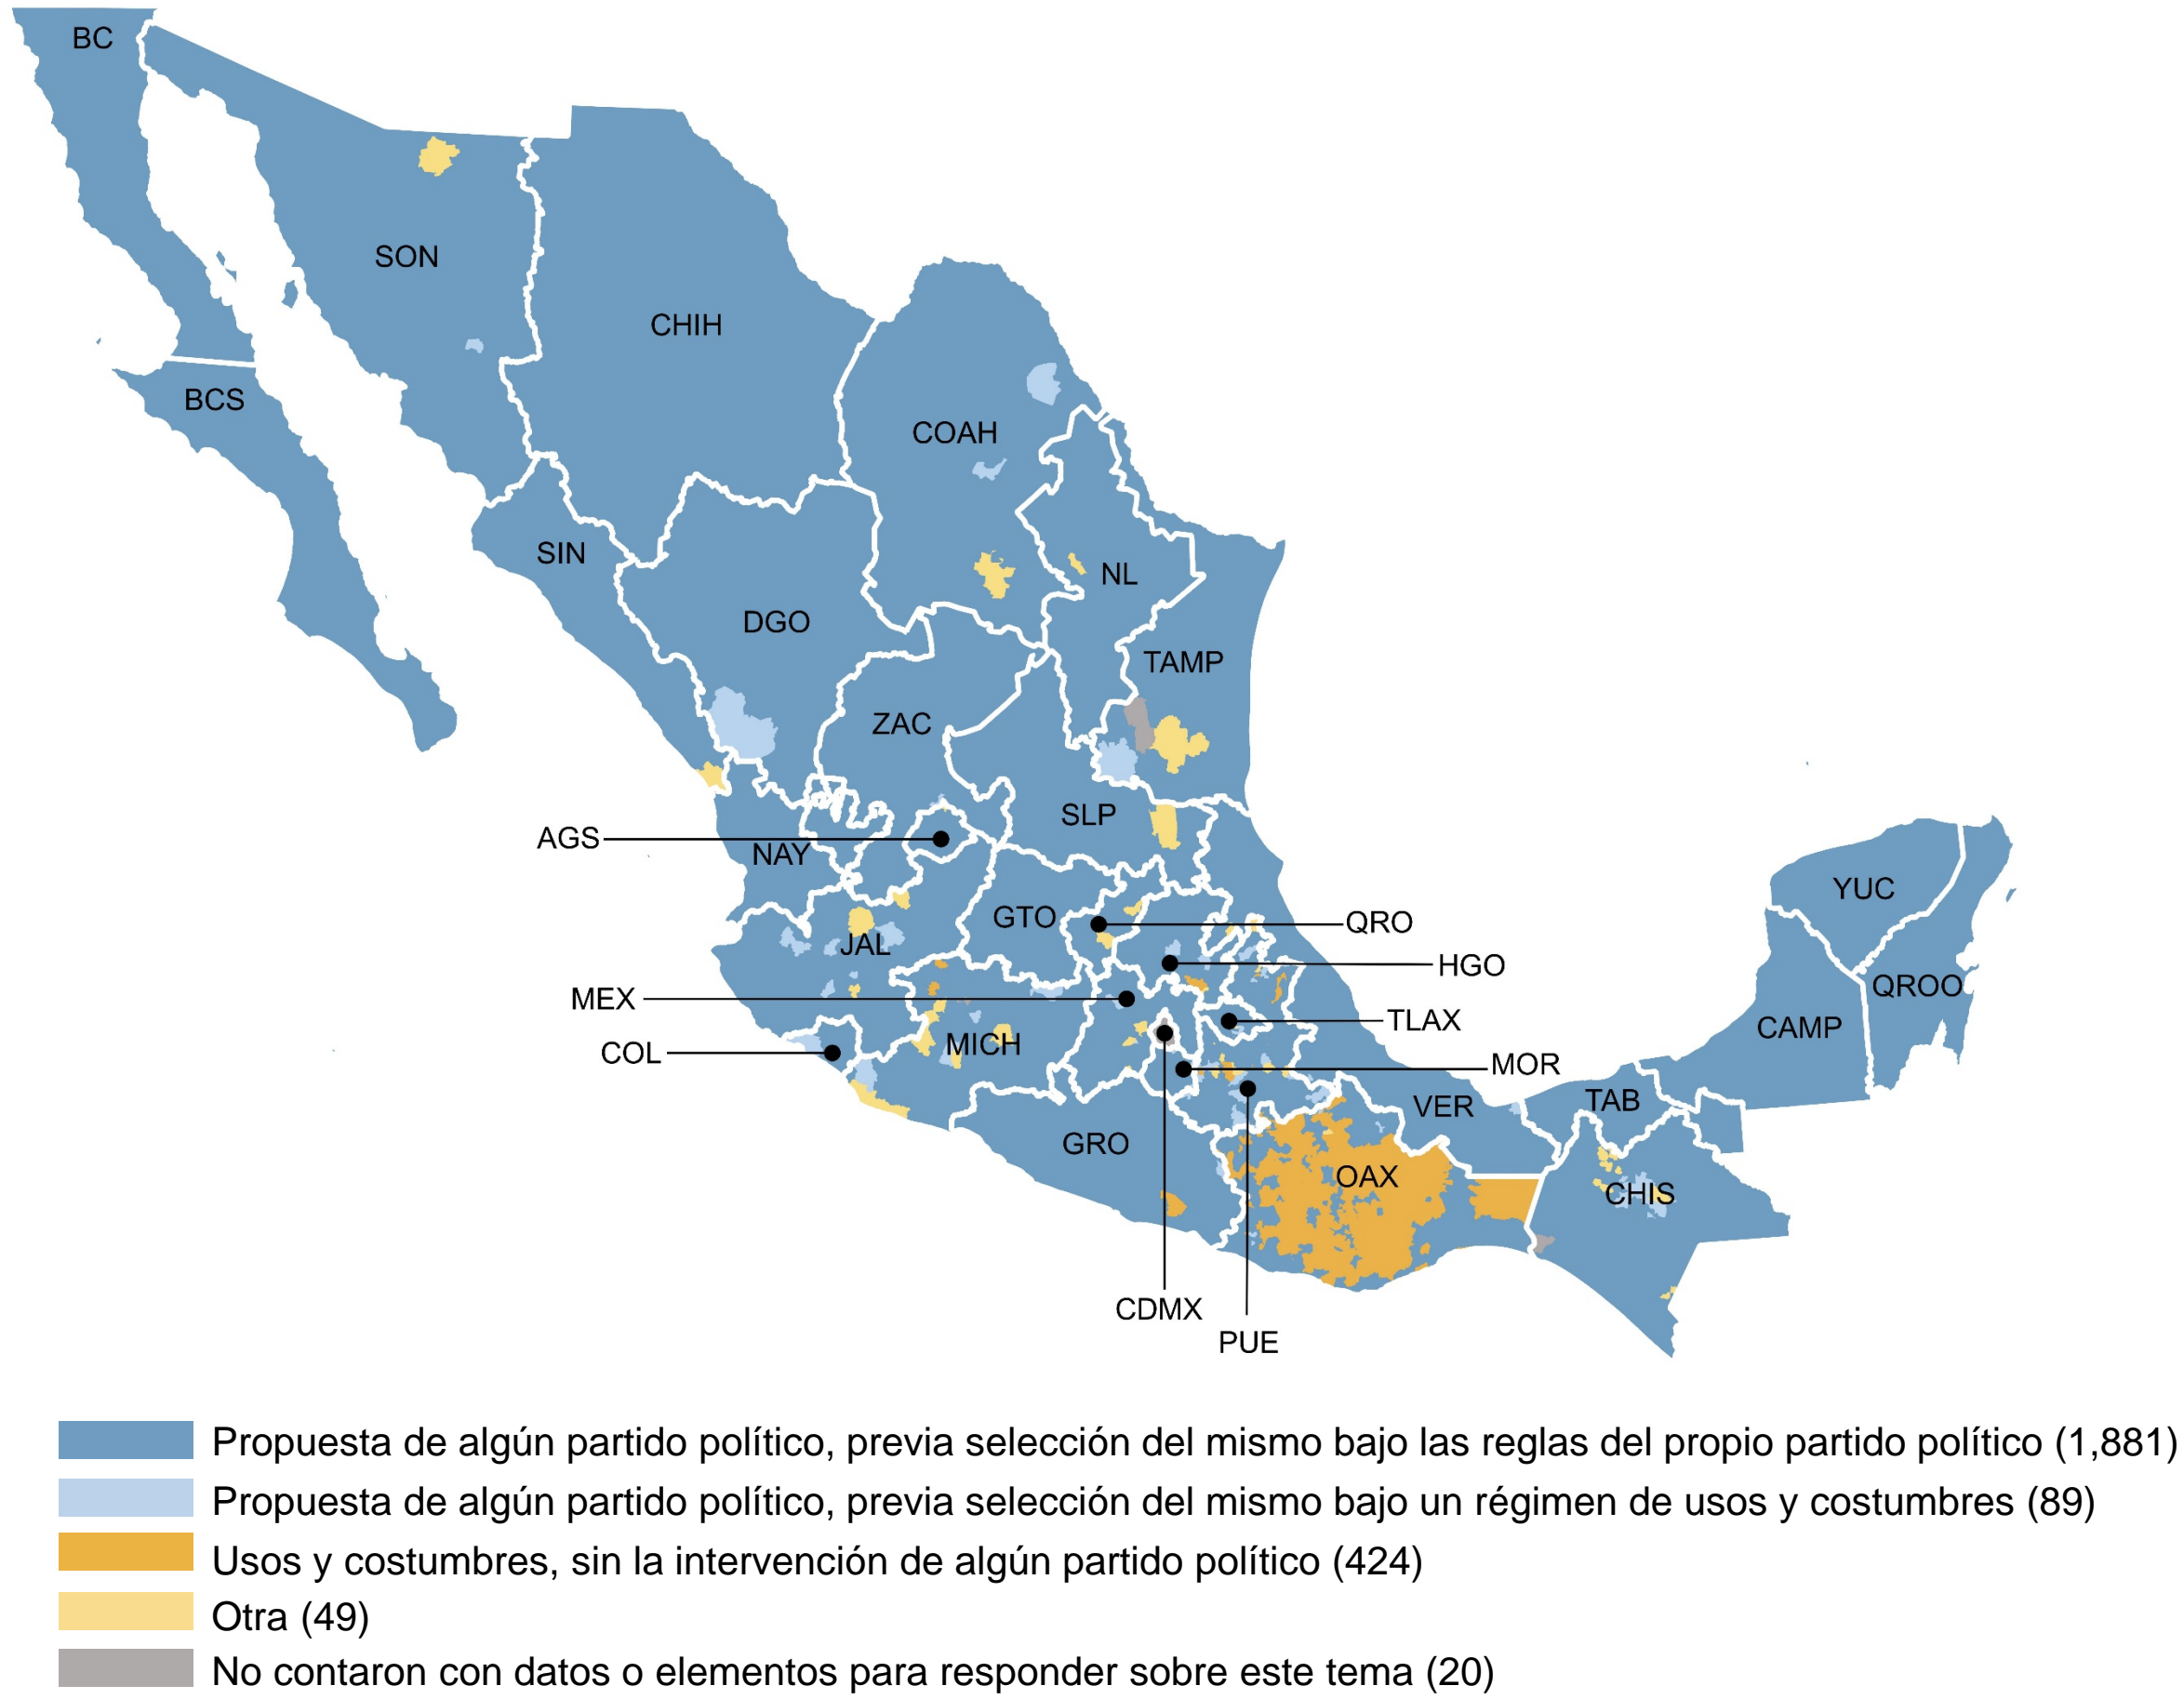 BC
SON
CHIH
BCS
COAH
SIN
NL
DGO
TAMP
ZAC
SLP
AGS
NAY
YUC
GTO
QRO
JAL
HGO
QROO
MEX
TLAX
CAMP
MICH
COL
MOR
TAB
VER
GRO
OAX
CHIS
CDMX
PUE
Propuesta de algún partido político, previa selección del mismo bajo las reglas del propio partido político (1,881)
Propuesta de algún partido político, previa selección del mismo bajo un régimen de usos y costumbres (89)
Usos y costumbres, sin la intervención de algún partido político (424)
Otra (49)
No contaron con datos o elementos para responder sobre este tema (20)